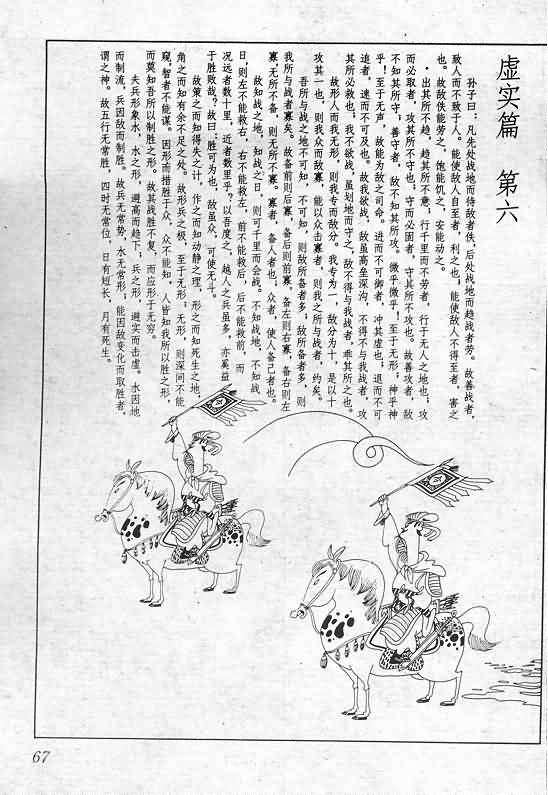 虚实篇 第六
孙子曰：凡先处战地而待敌者佚，后处战地而趋战者劳。故善战者，
致人而不致于人。能使敌人自至者，利之也；能使敌人不得至者，害之
也。故敌佚能劳之，饱能饥之，安能动之。
出其所不趋，趋其所不意；行千里而不劳者，行于无人之地也；攻
而必取者，攻其所不守也；守而必固者，守其所不攻也。故善攻者，敌
不知其所守；善守者，敌不知其所攻。微乎微乎！至于无形；神乎神
乎！至于无声，故能为敌之司命。进而不可御者，冲其虚也；退而不可
追者，速而不可及也。故我欲战，敌虽高垒深沟，不得不与我战者，攻
其所必救也；我不欲战，虽划地而守之，敌不得与我战者，乖其所之也。
故形人而我无形，则我专而敌分。我专为一，敌分为十，是以十
攻其一也，则我众而敌寡，能以众击寡者，则我之所与战者，约矣。
吾所与战之地不可知，不可知，则敌所备者多；敌所备者多，则
我所与战者寡矣。故备前则后寡，备后则前寡，备左则右寡，备右则左
寡，无所不备，则无所不寡。寡者，备人者也；众者，使人备己者也。
故知战之地，知战之日，则可千里而会战。不知战地，不知战
日，则左不能救右，右不能救左，前不能救后，后不能救前，而
况远者数十里，近者数里乎？以吾度之，越人之兵虽多，亦奚益
于胜败哉？故曰：胜可为也，敌虽众，可使无斗。
故策之而知得失之计，作之而知动静之理，形之而知死生之地，
角之而知有余不足之处。故形兵之极，至于无形；无形，则深间不能
窥，智者不能谋。因形而措胜于众，众不能知，人皆知我所以胜之形，
而莫知吾所以制胜之形。故其战胜不复，而应形于无穷。
夫兵形象水，水之形，避高而趋下；兵之形，避实而击虚。水因地
而制流，兵因敌而制胜。故兵无常势，水无常形；能因敌变化而取胜者，
谓之神。故五行无常胜，四时无常位，日有短长，月有死生。
67